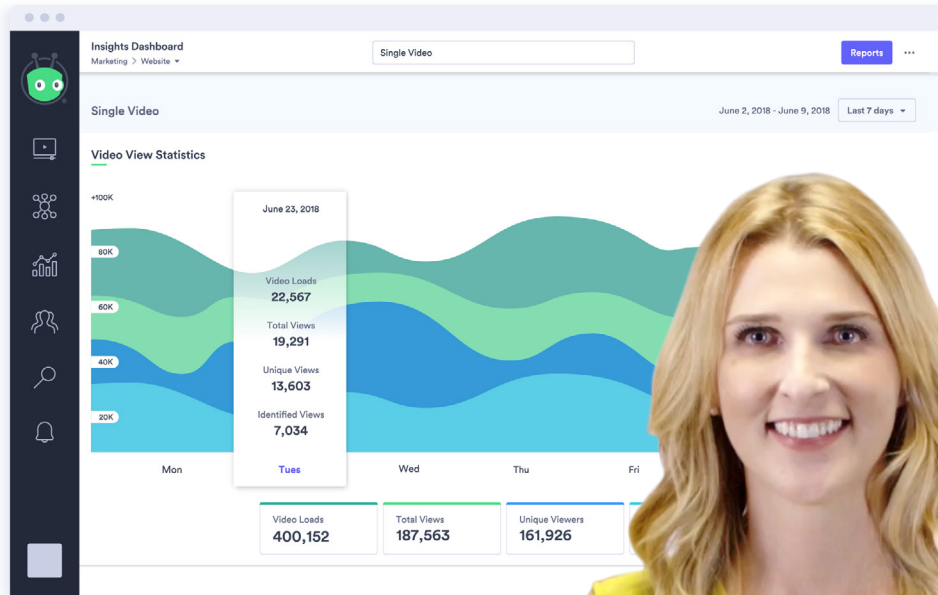 Insights Dashboard
Marketing > Website
Single Video
Reports
Single Video
June 2, 2018 - June 9, 2018
Last 7 days
Video View Statistics
+100K
80K
60K
40K
20K
June 23, 2018
Video Loads
22,567
Total Views
19,291
Unique Views
13,603
Identified Views
7,034
Mon
Tues
Wed
Thu
Fri
Video Loads
400,152
Total Views
187,563
Unique Viewers
161,926